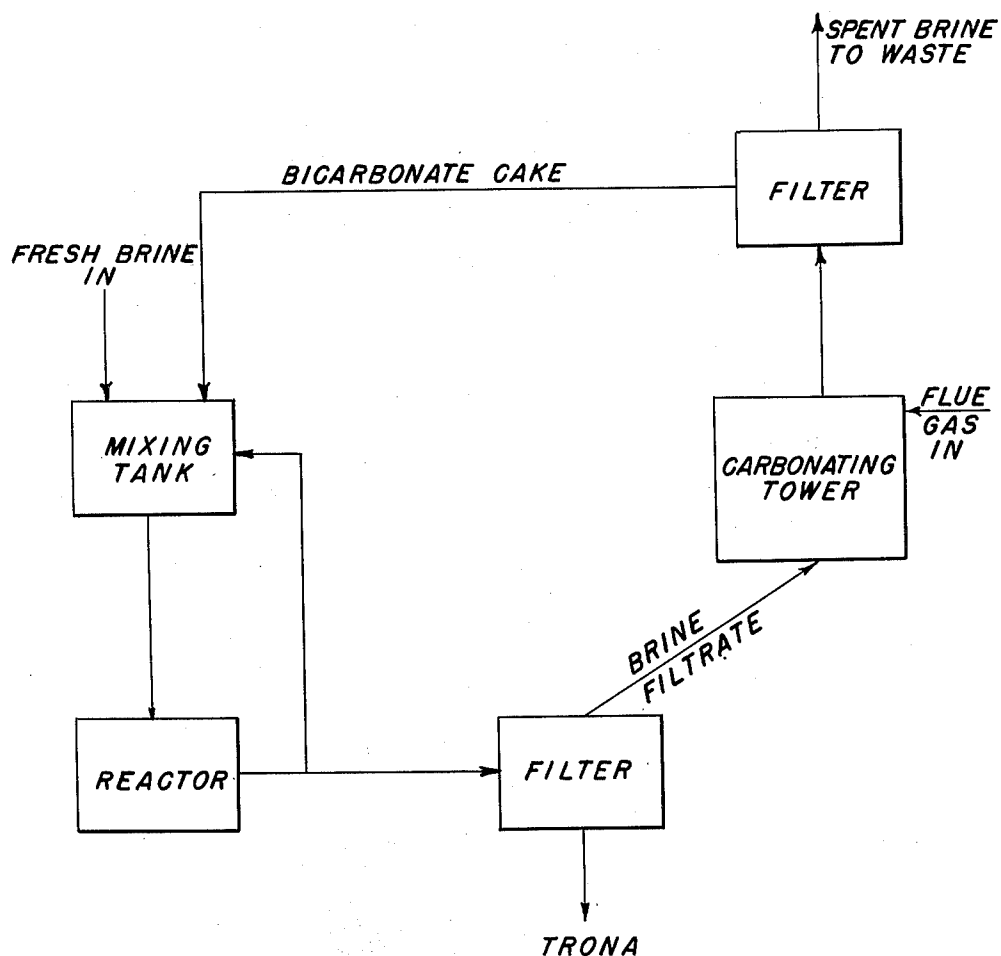 SPENT BRINE
TO WASTE
FILTER
BICARBONATE CAKE
FRESH BRINE
IN
MIXING
TANK
FLUE
GAS
IN
CARBONATING
TOWER
BRINE
FILTRATE
REACTOR
FILTER
TRONA